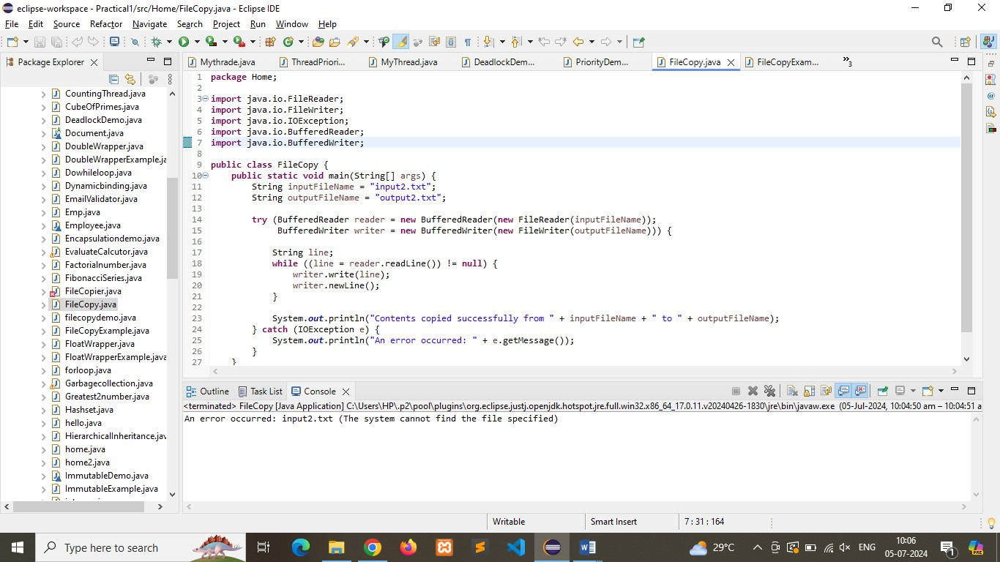 eclipse-workspace - Practical1/src/Home/FileCopy.java - Eclipse IDE
File Edit Source Refactor Navigate Search Project Run Window Help
Package Explorer
Mythrade.java ThreadPriori... MyThread.java DeadlockDem... PriorityDem... FileCopy.java FileCopyExam... »3
CountingThread.java
CubeOfPrimes.java
DeadlockDemo.java
Document.java
DoubleWrapper.java
DoubleWrapperExample.ja
Dowhileloop.java
Dynamicbinding.java
EmailValidator.java
Emp.java
Employee.java
Encapsulationdemo.java
EvaluateCalcutor.java
Factorialnumber.java
FibonacciSeries.java
FileCopier.java
FileCopy.java
filecopydemo.java
FileCopyExample.java
FloatWrapper.java
FloatWrapperExample.java
forloop.java
Garbagecollection.java
Greatest2number.java
Hashset.java
hello.java
HierarchicalInheritance.jav
home.java
home2.java
ImmutableDemo.java
ImmutableExample.java
1 package Home;
2
3 import java.io.FileReader;
4 import java.io.FileWriter;
5 import java.io.IOException;
6 import java.io.BufferedReader;
7 import java.io.BufferedWriter;
8
9 public class FileCopy {
10 public static void main(String[] args) {
11 String inputFileName = "input2.txt";
12 String outputFileName = "output2.txt";
13
14 try (BufferedReader reader = new BufferedReader(new FileReader(inputFileName));
15 BufferedWriter writer = new BufferedWriter(new FileWriter(outputFileName))) {
16
17 String line;
18 while ((line = reader.readLine()) != null) {
19 writer.write(line);
20 writer.newLine();
21 }
22
23 System.out.println("Contents copied successfully from " + inputFileName + " to " + outputFileName);
24 } catch (IOException e) {
25 System.out.println("An error occurred: " + e.getMessage());
26 }
27 }
Outline Task List Console
<terminated> FileCopy [Java Application] C:\Users\HP\.p2\pool\plugins\org.eclipse.justj.openjdk.hotspot.jre.full.win32.x86_64_17.0.11.v20240426-1830\jre\bin\javaw.exe (05-Jul-2024, 10:04:50 am – 10:04:51 a
An error occurred: input2.txt (The system cannot find the file specified)
Writable Smart Insert 7 : 31 : 164
Type here to search
29°C
ENG
10:06
05-07-2024
1
PRE